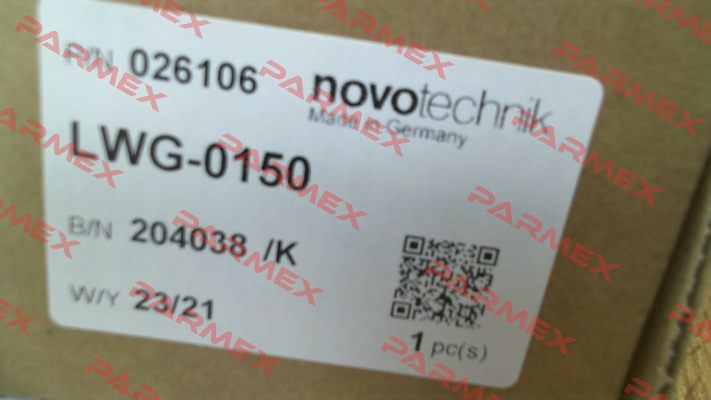 P/N 026106 novotechnik
Made in Germany
LWG-0150
B/N 204038 /K
W/Y 23/21
1 pc(s)
PARMEX